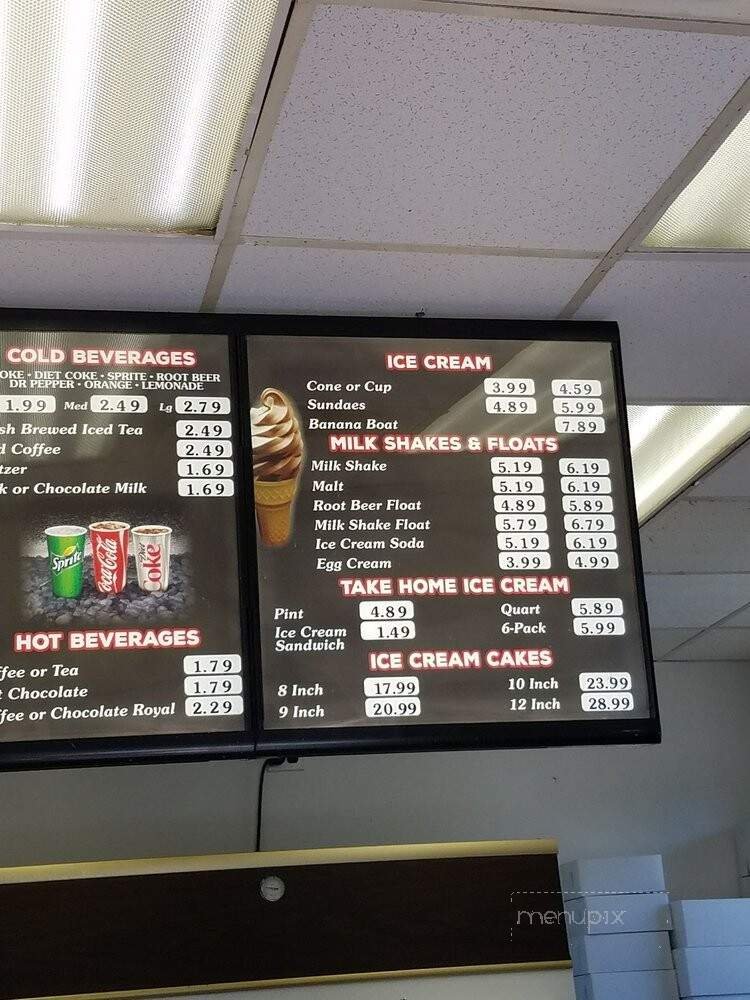 COLD BEVERAGES
OKE • DIET COKE • SPRITE • ROOT BEER
DR PEPPER • ORANGE • LEMONADE
1.99 Med 2.49 Lg 2.79
sh Brewed Iced Tea 2.49
d Coffee 2.49
tzer 1.69
k or Chocolate Milk 1.69
Sprite
Coca-Cola
Diet Coke
HOT BEVERAGES
ffee or Tea 1.79
t Chocolate 1.79
ffee or Chocolate Royal 2.29
ICE CREAM
Cone or Cup 3.99 4.59
Sundaes 4.89 5.99
Banana Boat 7.89
MILK SHAKES & FLOATS
Milk Shake 5.19 6.19
Malt 5.19 6.19
Root Beer Float 4.89 5.89
Milk Shake Float 5.79 6.79
Ice Cream Soda 5.19 6.19
Egg Cream 3.99 4.99
TAKE HOME ICE CREAM
Pint 4.89 Quart 5.89
Ice Cream Sandwich 1.49 6-Pack 5.99
ICE CREAM CAKES
8 Inch 17.99 10 Inch 23.99
9 Inch 20.99 12 Inch 28.99
menupix